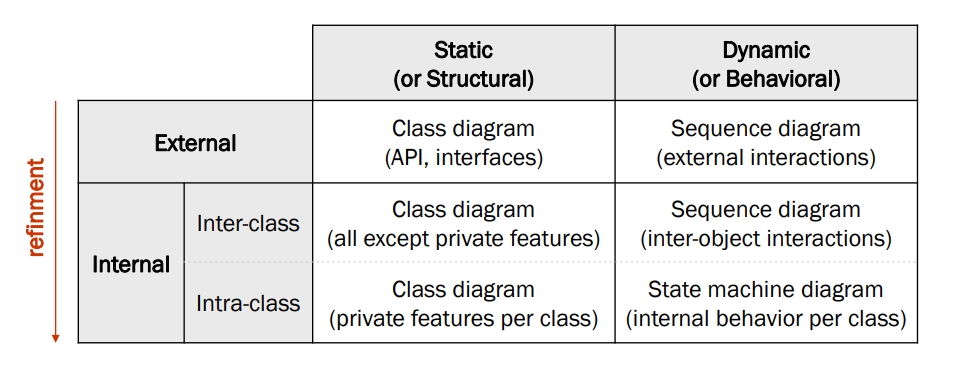 Static
(or Structural)
Dynamic
(or Behavioral)
refinment
External
Class diagram
(API, interfaces)
Sequence diagram
(external interactions)
Internal
Inter-class
Class diagram
(all except private features)
Sequence diagram
(inter-object interactions)
Intra-class
Class diagram
(private features per class)
State machine diagram
(internal behavior per class)